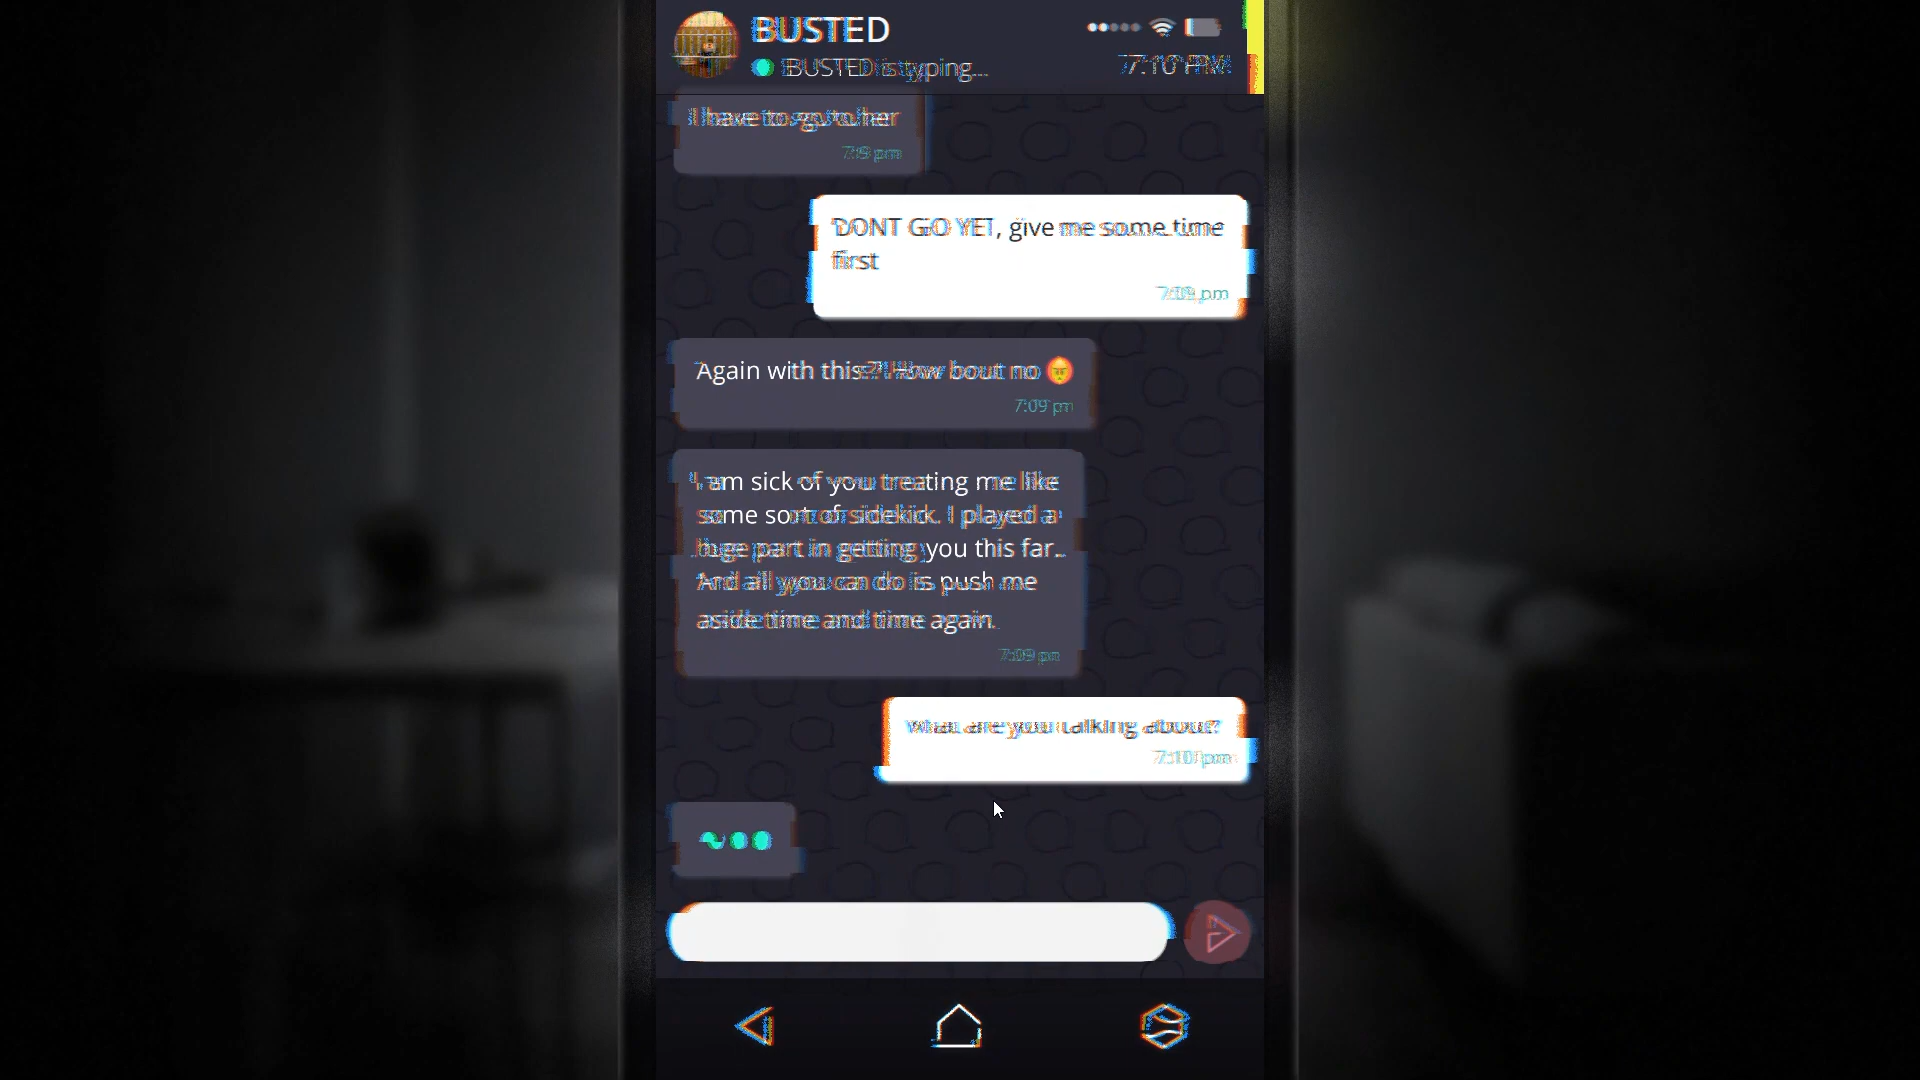 BUSTED
BUSTED is typing...
7:10 PM
I have to go to her
DONT GO YET, give me some time
first
7:09 pm
Again with this? How bout no
7:09 pm
I am sick of you treating me like
some sort of sidekick. I played a
huge part in getting you this far..
And all you can do is push me
aside time and time again.
7:09 pm
What are you talking about?
7:10 pm